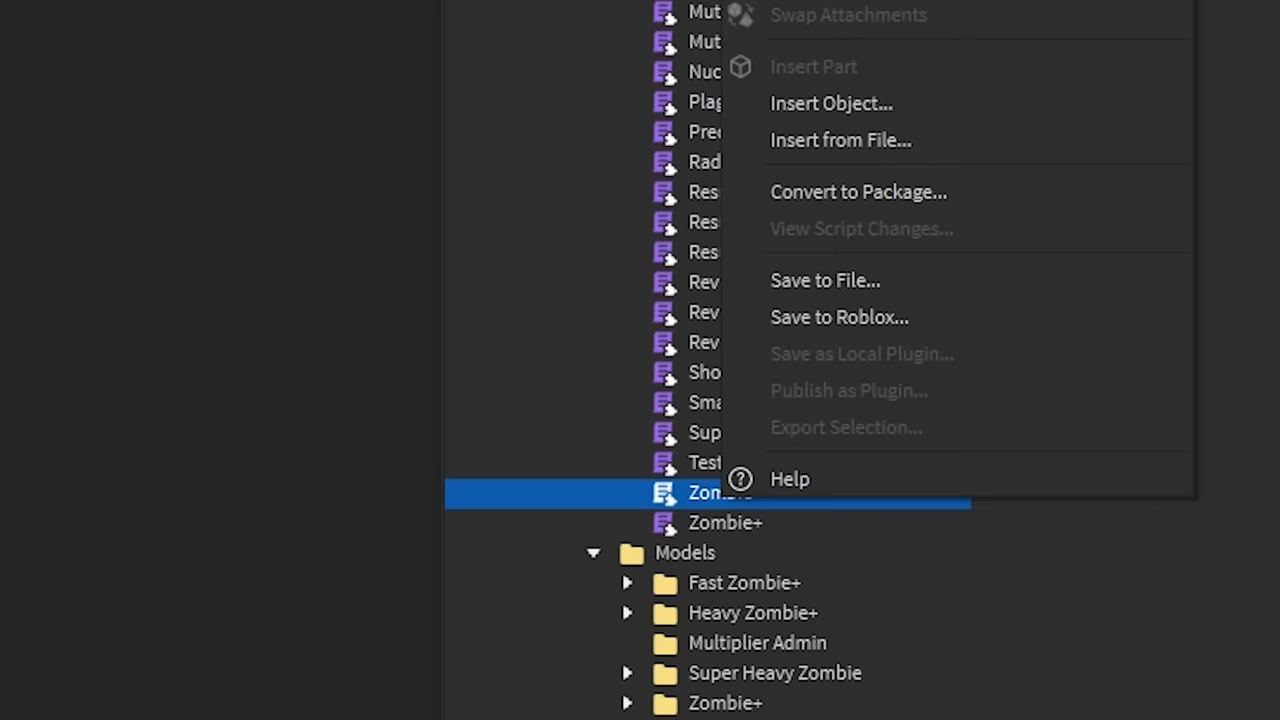 Mut
Swap Attachments
Mut
Insert Part
Nuc
Plag
Insert Object...
Pred
Insert from File...
Rad
Res
Convert to Package...
Res
View Script Changes...
Res
Rev
Save to File...
Rev
Save to Roblox...
Rev
Save as Local Plugin...
Sho
Publish as Plugin...
Sma
Export Selection...
Sup
Test
Help
Zombie
Zombie+
Models
Fast Zombie+
Heavy Zombie+
Multiplier Admin
Super Heavy Zombie
Zombie+